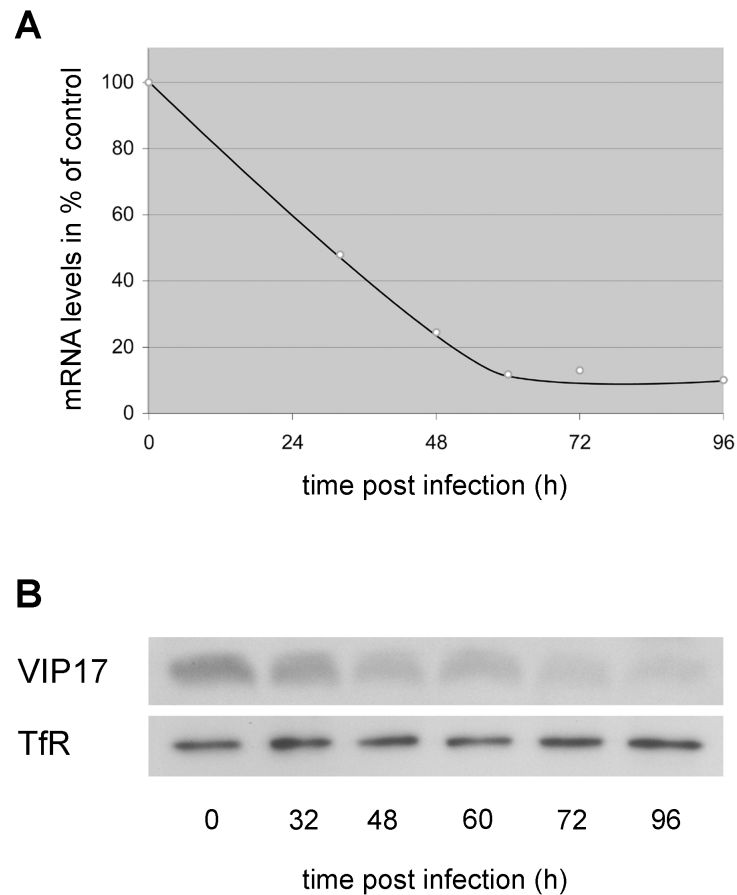 A
mRNA levels in % of control
100
80
60
40
20
0
0 24 48 72 96
time post infection (h)
B
VIP17
TfR
0 32 48 60 72 96
time post infection (h)